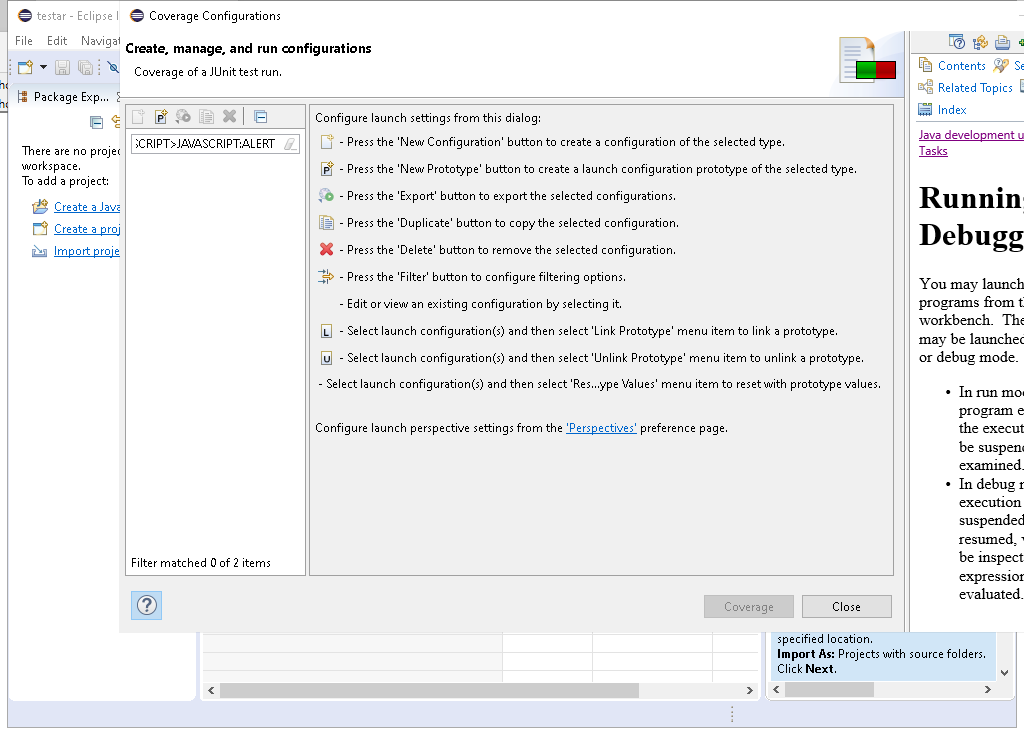 testar - Eclipse I
Coverage Configurations
File Edit Navigat
Create, manage, and run configurations
Coverage of a JUnit test run.
Package Exp...
There are no projec
workspace.
To add a project:
Create a Java
Create a proj
Import proje
CRIPT>JAVASCRIPT:ALERT
Filter matched 0 of 2 items
Configure launch settings from this dialog:
- Press the 'New Configuration' button to create a configuration of the selected type.
- Press the 'New Prototype' button to create a launch configuration prototype of the selected type.
- Press the 'Export' button to export the selected configurations.
- Press the 'Duplicate' button to copy the selected configuration.
- Press the 'Delete' button to remove the selected configuration.
- Press the 'Filter' button to configure filtering options.
- Edit or view an existing configuration by selecting it.
L - Select launch configuration(s) and then select 'Link Prototype' menu item to link a prototype.
U - Select launch configuration(s) and then select 'Unlink Prototype' menu item to unlink a prototype.
- Select launch configuration(s) and then select 'Res...ype Values' menu item to reset with prototype values.
Configure launch perspective settings from the 'Perspectives' preference page.
Coverage
Close
Contents Se
Related Topics
Index
Java development u
Tasks
Running
Debugg
You may launch
programs from th
workbench. The
may be launched
or debug mode.
• In run mod
program e
the execut
be suspend
examined.
• In debug m
execution
suspended
resumed, v
be inspect
expression
evaluated.
specified location.
Import As: Projects with source folders.
Click Next.